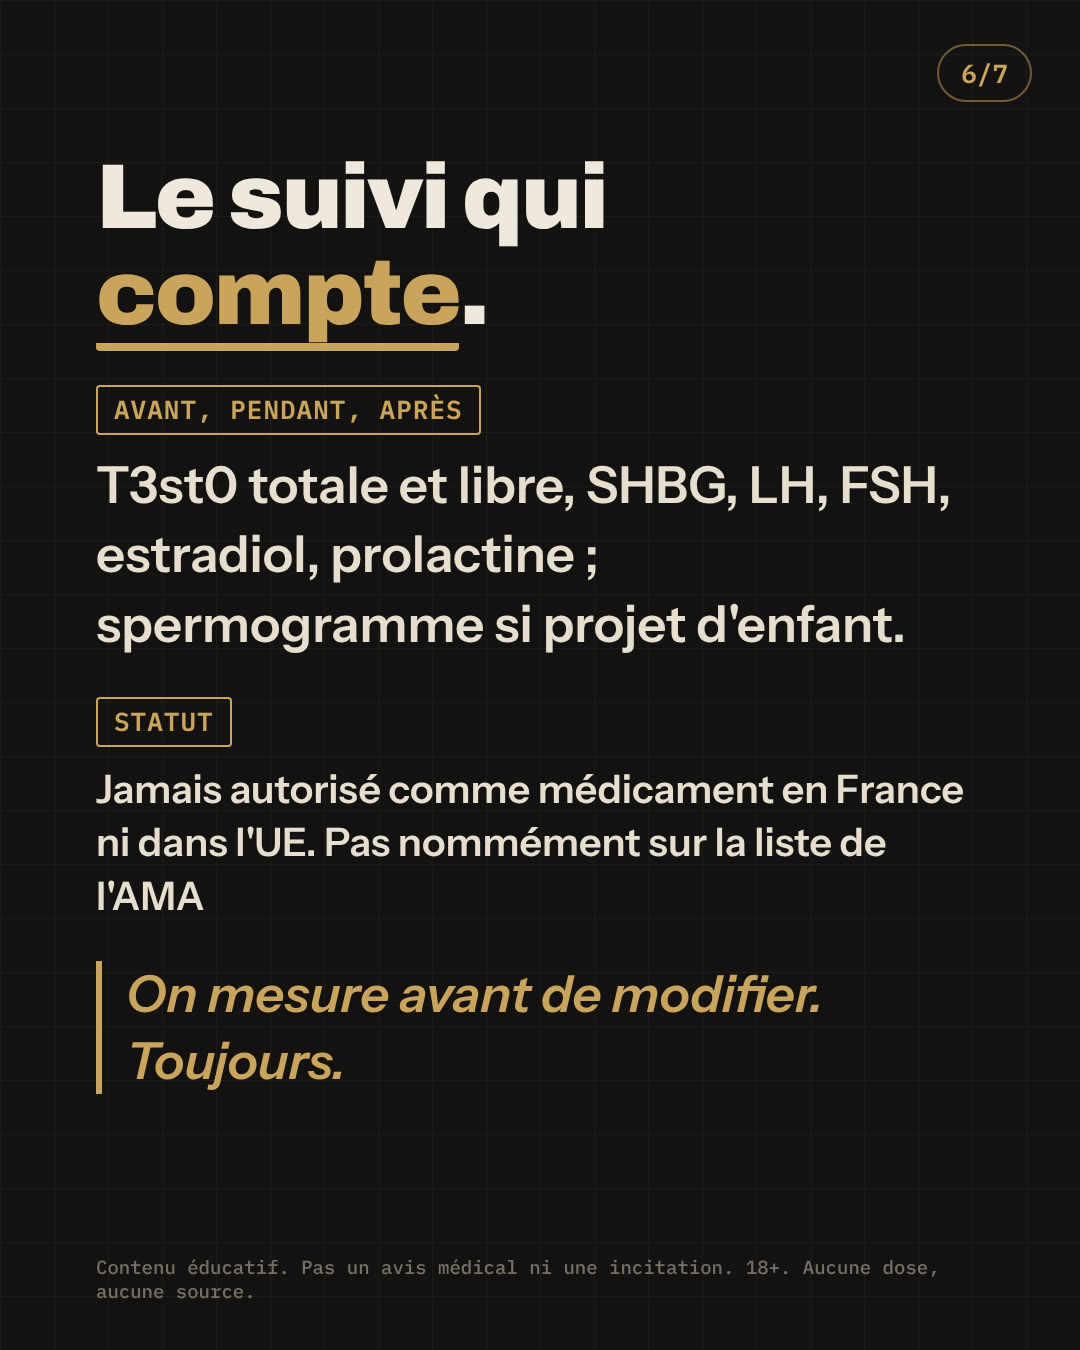 6/7
Le suivi qui
compte.
AVANT, PENDANT, APRÈS
T3st0 totale et libre, SHBG, LH, FSH,
estradiol, prolactine ;
spermogramme si projet d'enfant.
STATUT
Jamais autorisé comme médicament en France
ni dans l'UE. Pas nommément sur la liste de
l'AMA
On mesure avant de modifier.
Toujours.
Contenu éducatif. Pas un avis médical ni une incitation. 18+. Aucune dose,
aucune source.